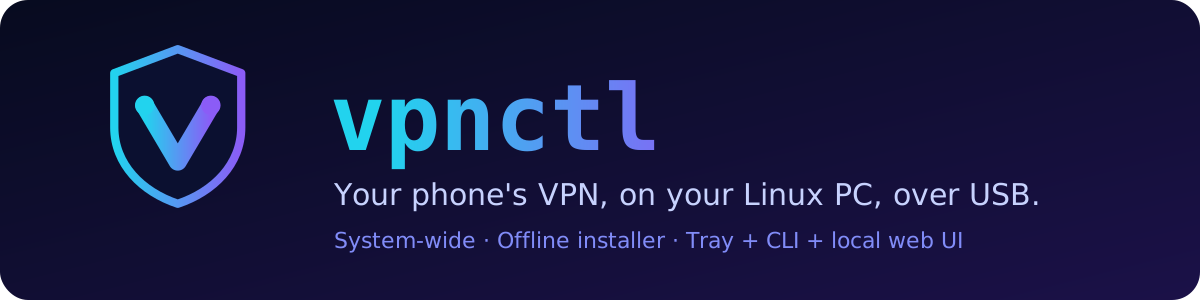 vpnctl
Your phone's VPN, on your Linux PC, over USB.
System-wide · Offline installer · Tray + CLI + local web UI